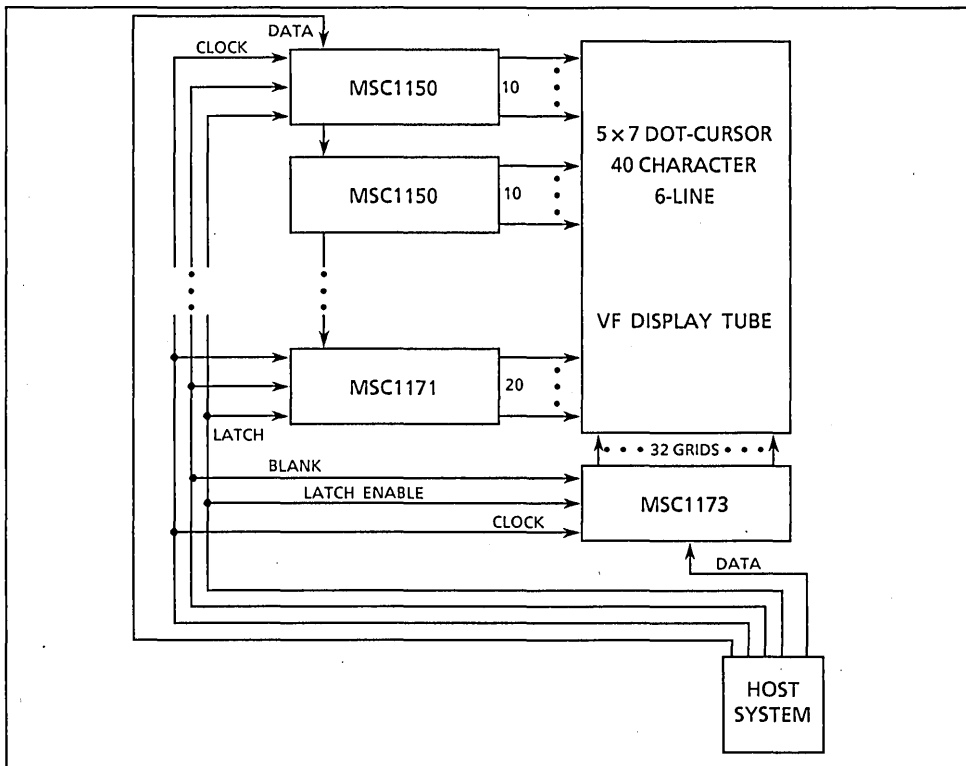 DATA
CLOCK
MSC1150
10
5 × 7 DOT-CURSOR
40 CHARACTER
6-LINE
MSC1150
10
VF DISPLAY TUBE
MSC1171
20
LATCH
32 GRIDS
BLANK
LATCH ENABLE
MSC1173
CLOCK
DATA
HOST
SYSTEM